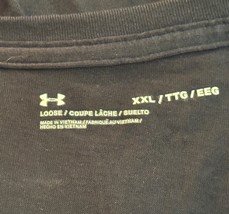 XXL / TTG / EEG
LOOSE / COUPE LÂCHE / SUELTO
MADE IN VIETNAM / FABRIQUÉ AU VIETNAM /
HECHO EN VIETNAM